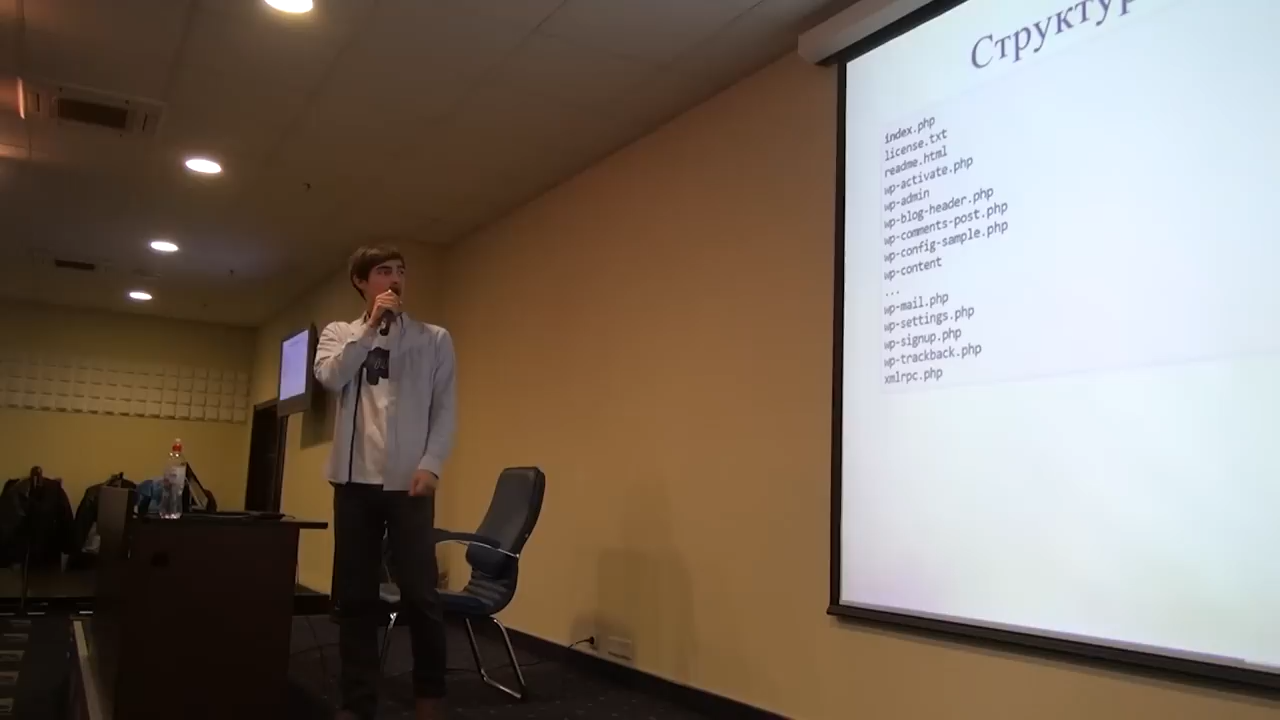 Структур
index.php
license.txt
readme.html
wp-activate.php
wp-admin
wp-blog-header.php
wp-comments-post.php
wp-config-sample.php
wp-content
...
wp-mail.php
wp-settings.php
wp-signup.php
wp-trackback.php
xmlrpc.php